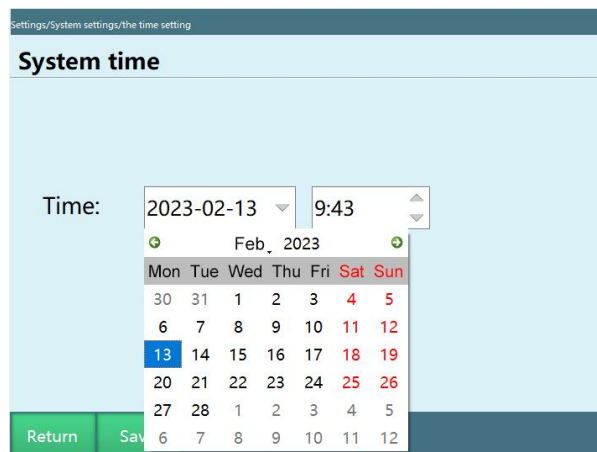 Settings/System settings/the time setting
System time
Time: 2023-02-13 9:43
Feb 2023
Mon Tue Wed Thu Fri Sat Sun
30 31 1 2 3 4 5
6 7 8 9 10 11 12
13 14 15 16 17 18 19
20 21 22 23 24 25 26
27 28 1 2 3 4 5
Return 6 7 8 9 10 11 12